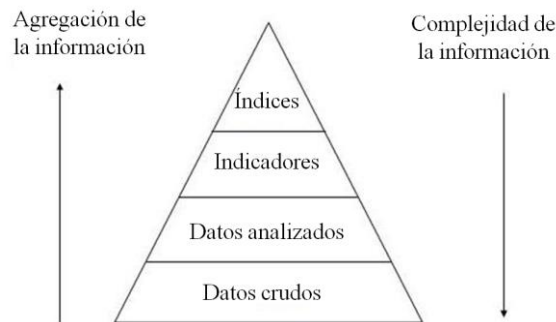 Agregación de
la información
Complejidad de
la información
Índices
Indicadores
Datos analizados
Datos crudos